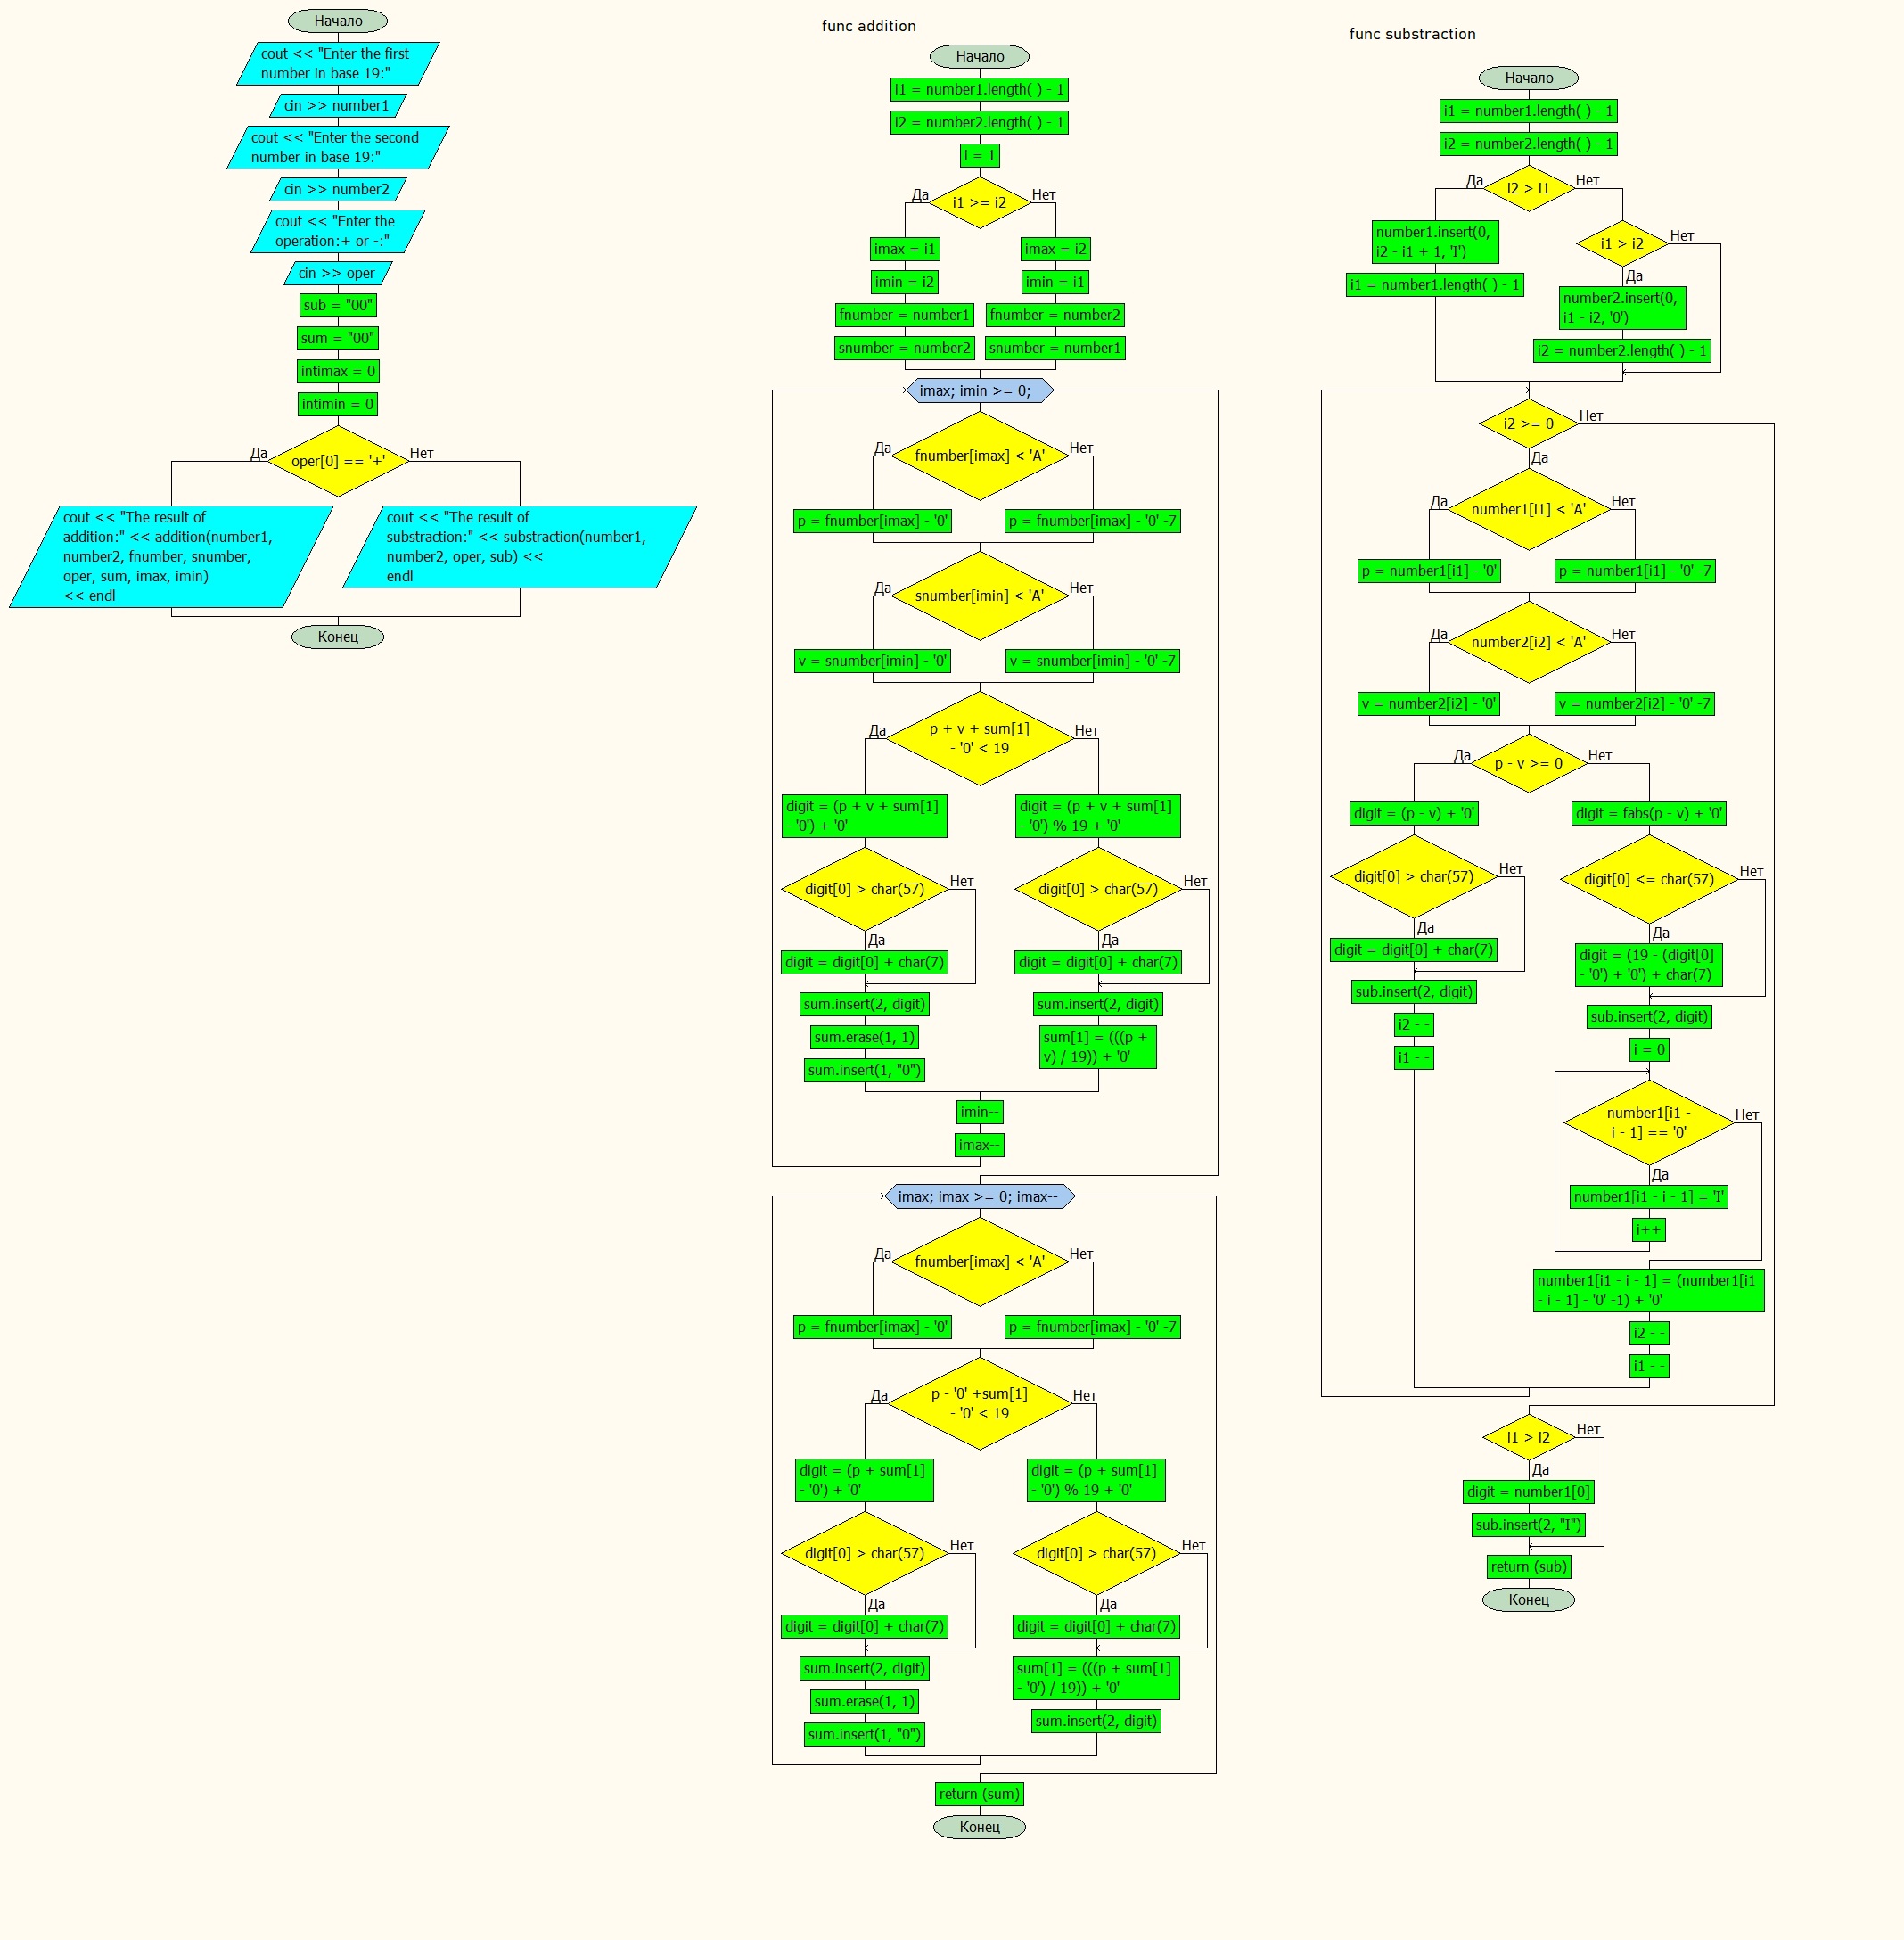 Начало
cout << "Enter the first
number in base 19:"
cin >> number1
cout << "Enter the second
number in base 19:"
cin >> number2
cout << "Enter the
operation:+ or -:"
cin >> oper
sub = "00"
sum = "00"
intimax = 0
intimin = 0
Да
oper[0] == '+'
Нет
cout << "The result of
addition:" << addition(number1,
number2, fnumber, snumber,
oper, sum, imax, imin)
<< endl
cout << "The result of
substraction:" << substraction(number1,
number2, oper, sub) <<
endl
Конец
func addition
Начало
i1 = number1.length( ) - 1
i2 = number2.length( ) - 1
i = 1
Да
i1 >= i2
Нет
imax = i1
imin = i2
fnumber = number1
snumber = number2
imax = i2
imin = i1
fnumber = number2
snumber = number1
imax; imin >= 0;
Да
fnumber[imax] < 'A'
Нет
p = fnumber[imax] - '0'
p = fnumber[imax] - '0' -7
Да
snumber[imin] < 'A'
Нет
v = snumber[imin] - '0'
v = snumber[imin] - '0' -7
Да
p + v + sum[1]
- '0' < 19
Нет
digit = (p + v + sum[1]
- '0') + '0'
digit[0] > char(57)
Нет
Да
digit = digit[0] + char(7)
sum.insert(2, digit)
sum.erase(1, 1)
sum.insert(1, "0")
digit = (p + v + sum[1]
- '0') % 19 + '0'
digit[0] > char(57)
Нет
Да
digit = digit[0] + char(7)
sum.insert(2, digit)
sum[1] = (((p +
v) / 19)) + '0'
imin--
imax--
imax; imax >= 0; imax--
Да
fnumber[imax] < 'A'
Нет
p = fnumber[imax] - '0'
p = fnumber[imax] - '0' -7
Да
p - '0' +sum[1]
- '0' < 19
Нет
digit = (p + sum[1]
- '0') + '0'
digit[0] > char(57)
Нет
Да
digit = digit[0] + char(7)
sum.insert(2, digit)
sum.erase(1, 1)
sum.insert(1, "0")
digit = (p + sum[1]
- '0') % 19 + '0'
digit[0] > char(57)
Нет
Да
digit = digit[0] + char(7)
sum[1] = (((p + sum[1]
- '0') / 19)) + '0'
sum.insert(2, digit)
return (sum)
Конец
func substraction
Начало
i1 = number1.length( ) - 1
i2 = number2.length( ) - 1
Да
i2 > i1
Нет
number1.insert(0,
i2 - i1 + 1, 'I')
i1 = number1.length( ) - 1
i1 > i2
Нет
Да
number2.insert(0,
i1 - i2, '0')
i2 = number2.length( ) - 1
i2 >= 0
Нет
Да
Да
number1[i1] < 'A'
Нет
p = number1[i1] - '0'
p = number1[i1] - '0' -7
Да
number2[i2] < 'A'
Нет
v = number2[i2] - '0'
v = number2[i2] - '0' -7
Да
p - v >= 0
Нет
digit = (p - v) + '0'
digit[0] > char(57)
Нет
Да
digit = digit[0] + char(7)
sub.insert(2, digit)
i2 - -
i1 - -
digit = fabs(p - v) + '0'
digit[0] <= char(57)
Нет
Да
digit = (19 - (digit[0]
- '0') + '0') + char(7)
sub.insert(2, digit)
i = 0
number1[i1 -
i - 1] == '0'
Нет
Да
number1[i1 - i - 1] = 'I'
i++
number1[i1 - i - 1] = (number1[i1
- i - 1] - '0' -1) + '0'
i2 - -
i1 - -
i1 > i2
Нет
Да
digit = number1[0]
sub.insert(2, "I")
return (sub)
Конец